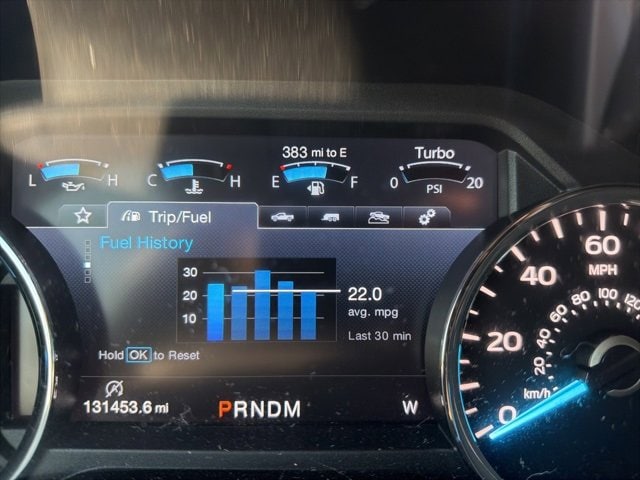 383 mi to E
Turbo
L H C H E F 0 PSI 20
Trip/Fuel
Fuel History
30
20
10
22.0
avg. mpg
Last 30 min
Hold OK to Reset
131453.6 mi
PRNDM
W
60
MPH
40
20
0
120
100
80
60
40
20
km/h